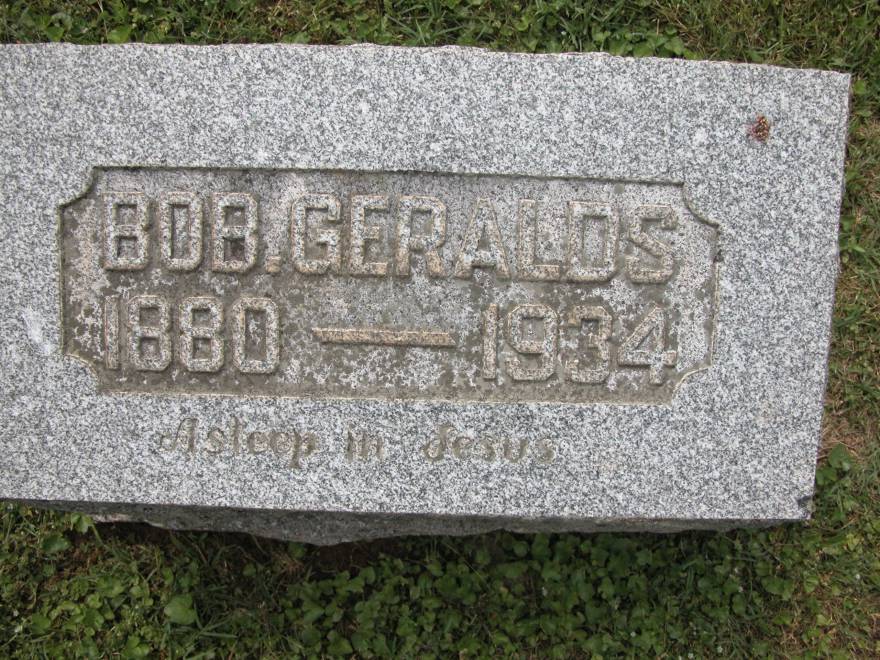 BOB. GERALDS
1880 — 1934
Asleep in Jesus